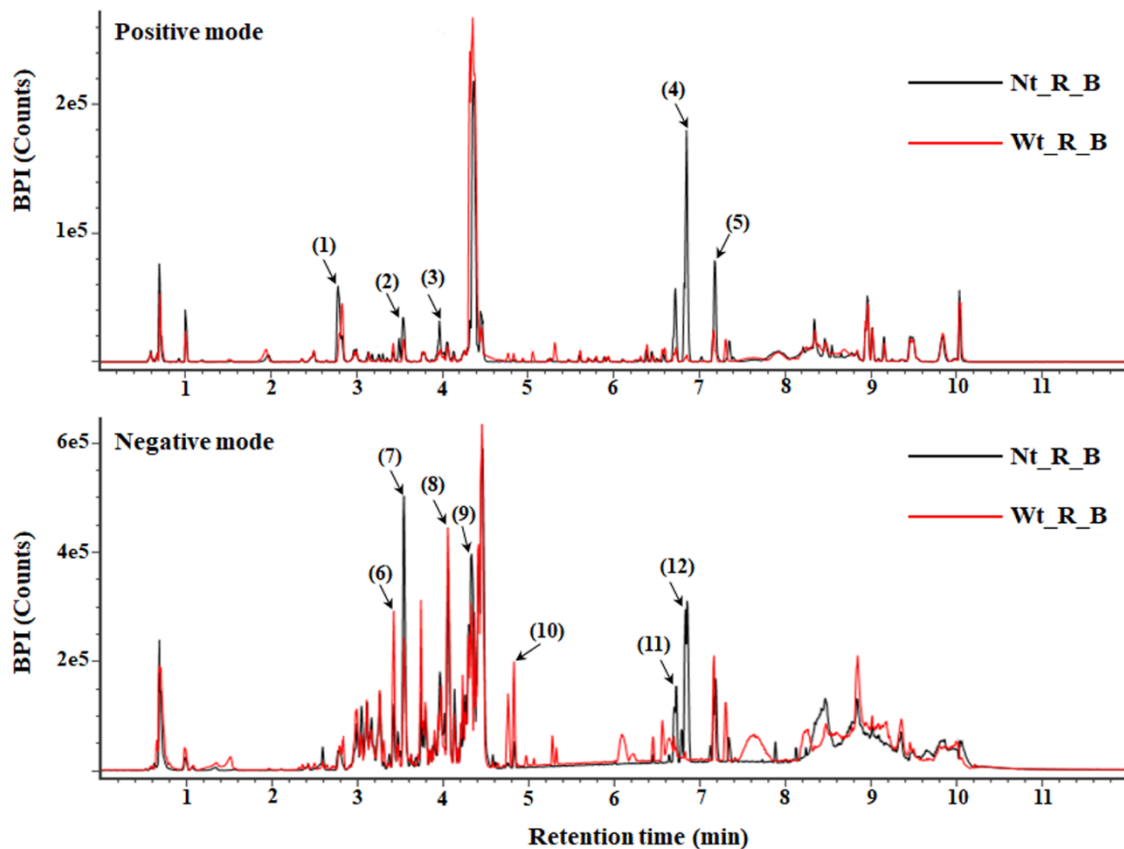 Positive mode
Nt_R_B
Wt_R_B
BPI (Counts)
2e5
1e5
(1)
(2)
(3)
(4)
(5)
1 2 3 4 5 6 7 8 9 10 11
Negative mode
Nt_R_B
Wt_R_B
BPI (Counts)
6e5
4e5
2e5
0
(6)
(7)
(8)
(9)
(10)
(11)
(12)
1 2 3 4 5 6 7 8 9 10 11
Retention time (min)